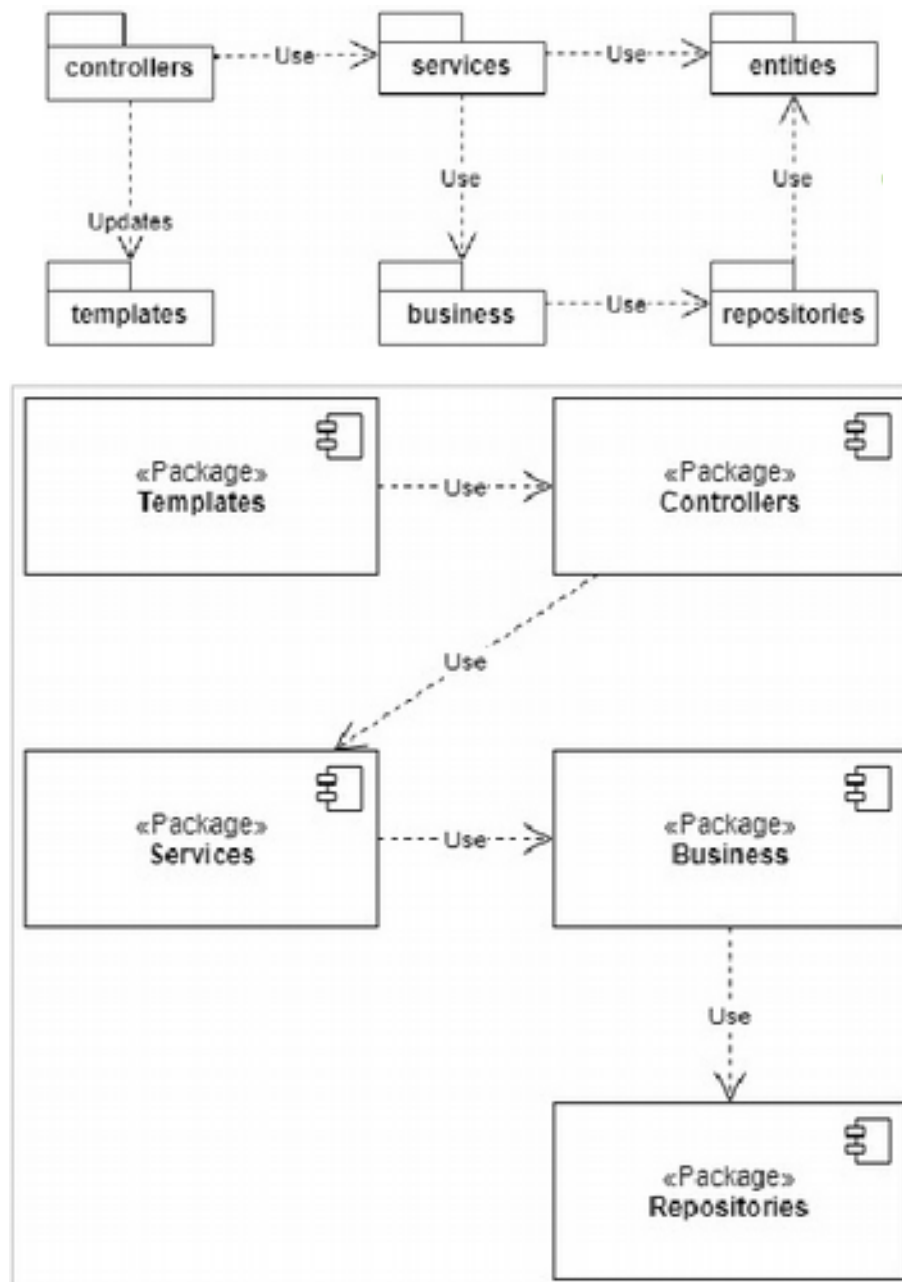 controllers
Use
services
Use
entities
Use
Use
Updates
templates
business
Use
repositories
«Package»
Templates
Use
«Package»
Controllers
Use
«Package»
Services
Use
«Package»
Business
Use
«Package»
Repositories